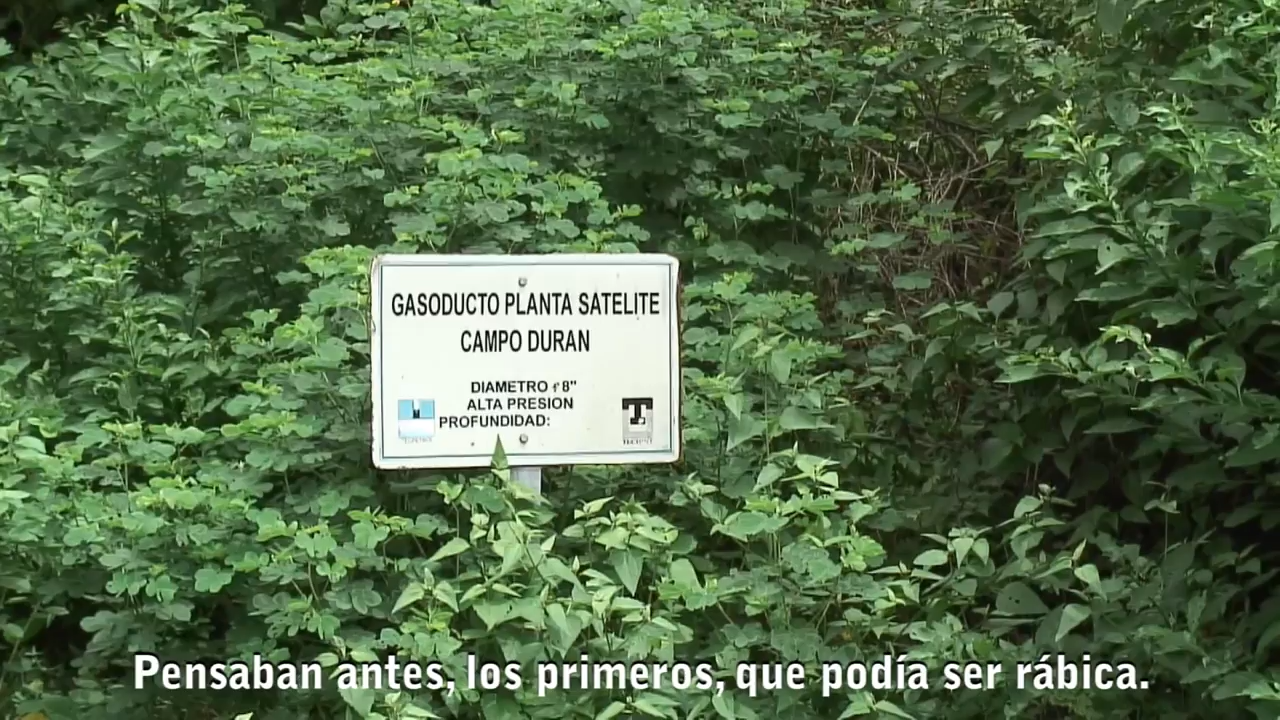 GASODUCTO PLANTA SATELITE
CAMPO DURAN
DIAMETRO 8"
ALTA PRESION
PROFUNDIDAD:
Pensaban antes, los primeros, que podía ser rábica.